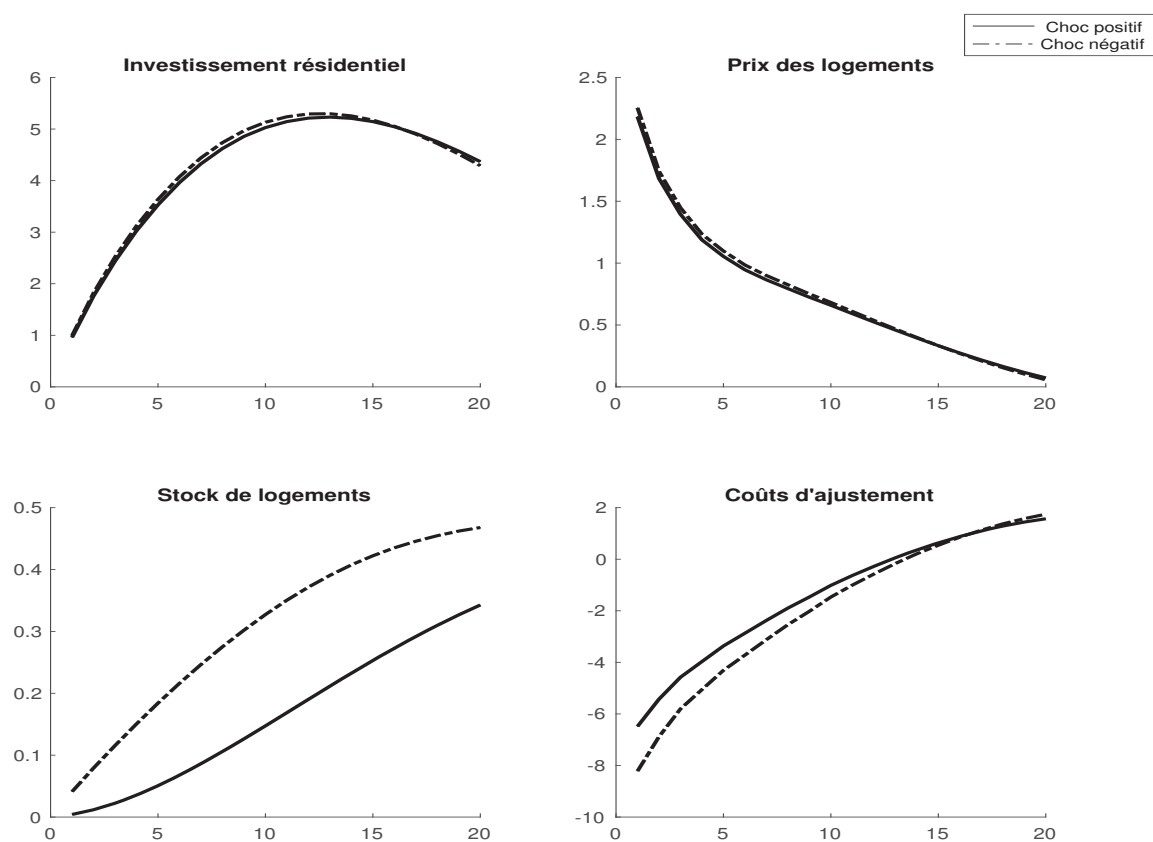 Choc positif
Choc négatif
Investissement résidentiel
6
5
4
3
2
1
0
0 5 10 15 20
Prix des logements
2.5
2
1.5
1
0.5
0
0 5 10 15 20
Stock de logements
0.5
0.4
0.3
0.2
0.1
0
0 5 10 15 20
Coûts d'ajustement
2
0
-2
-4
-6
-8
-10
0 5 10 15 20